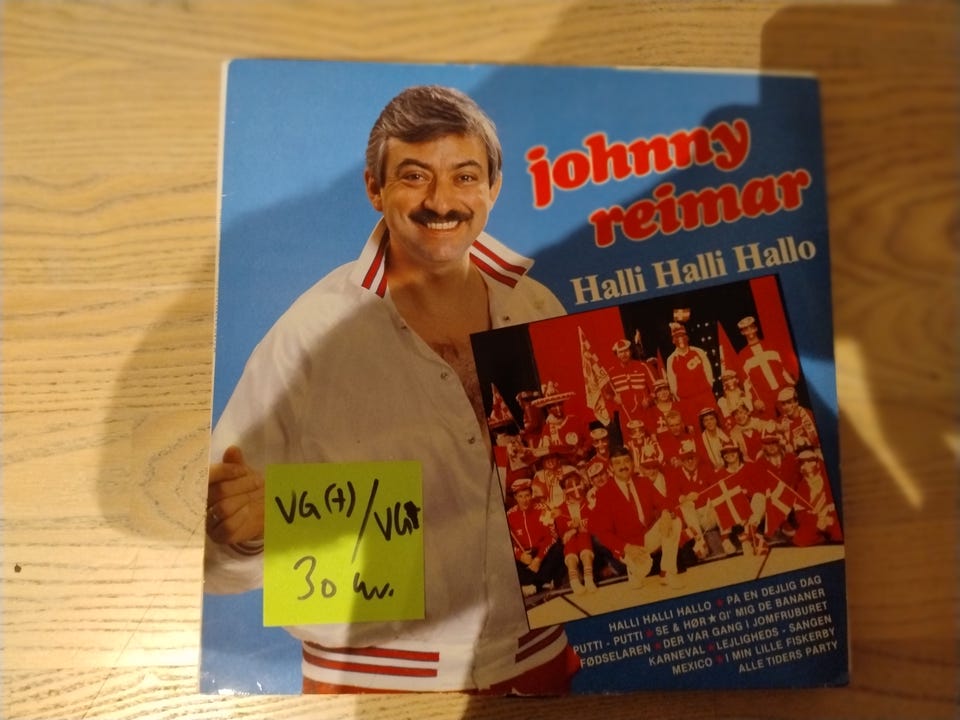 johnny
reimar
Halli Halli Hallo
HALLI HALLI HALLO ★ PÅ EN DEJLIG DAG
PUTTI - PUTTI ★ SE & HØR ★ GI' MIG DE BANANER
FØDSELAREN ★ DER VAR GANG I JOMFRUBURET
KARNEVAL ★ LEJLIGHEDS - SANGEN
MEXICO ★ I MIN LILLE FISKERBY
ALLE TIDERS PARTY
VG(+)/VG+
30 kr.